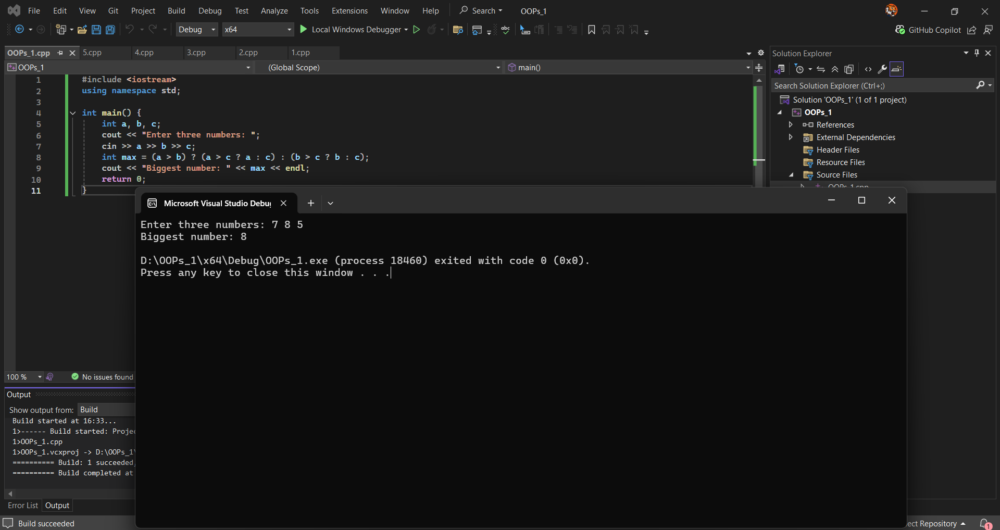 File Edit View Git Project Build Debug Test Analyze Tools Extensions Window Help Search OOPs_1
Debug x64 Local Windows Debugger abc GitHub Copilot
OOPs_1.cpp 5.cpp 4.cpp 3.cpp 2.cpp 1.cpp
OOPs_1 (Global Scope) main()
1 #include <iostream>
2 using namespace std;
3
4 int main() {
5 int a, b, c;
6 cout << "Enter three numbers: ";
7 cin >> a >> b >> c;
8 int max = (a > b) ? (a > c ? a : c) : (b > c ? b : c);
9 cout << "Biggest number: " << max << endl;
10 return 0;
11 }
Solution Explorer
Search Solution Explorer (Ctrl+;)
Solution 'OOPs_1' (1 of 1 project)
OOPs_1
References
External Dependencies
Header Files
Resource Files
Source Files
OOPs_1.cpp
Microsoft Visual Studio Debug
Enter three numbers: 7 8 5
Biggest number: 8
D:\OOPs_1\x64\Debug\OOPs_1.exe (process 18460) exited with code 0 (0x0).
Press any key to close this window . . .
100 % No issues found
Output
Show output from: Build
Build started at 16:33...
1>------ Build started: Projec
1>OOPs_1.cpp
1>OOPs_1.vcxproj -> D:\OOPs_1\
========== Build: 1 succeeded,
========== Build completed at
Error List Output
Build succeeded
ect Repository 1